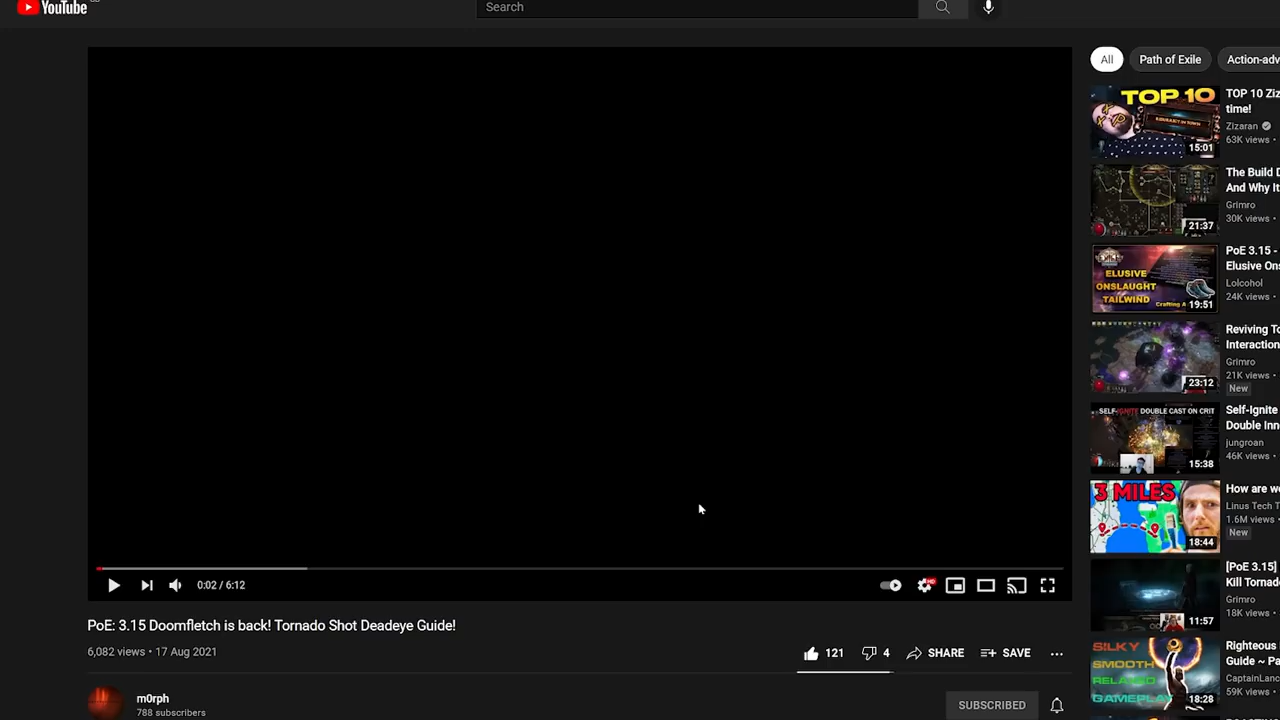 YouTube
Search
All
Path of Exile
Action-adv
TOP 10
15:01
TOP 10 Ziz
time!
Zizaran
63K views •
21:37
The Build D
And Why It
Grimro
30K views •
ELUSIVE
ONSLAUGHT
TAILWIND
Crafting A
19:51
PoE 3.15 -
Elusive Ons
Lolcohol
24K views •
23:12
Reviving To
Interaction
Grimro
21K views •
New
SELF-IGNITE DOUBLE CAST ON CRIT
15:38
Self-Ignite
Double Inn
jungroan
46K views •
3 MILES
18:44
How are we
Linus Tech T
1.6M views •
New
11:57
[PoE 3.15]
Kill Tornado
Grimro
18K views •
SILKY
SMOOTH
RELAXED
GAMEPLAY
18:28
Righteous
Guide ~ Pa
CaptainLanc
59K views •
0:02 / 6:12
HD
PoE: 3.15 Doomfletch is back! Tornado Shot Deadeye Guide!
6,082 views • 17 Aug 2021
121
4
SHARE
SAVE
m0rph
788 subscribers
SUBSCRIBED